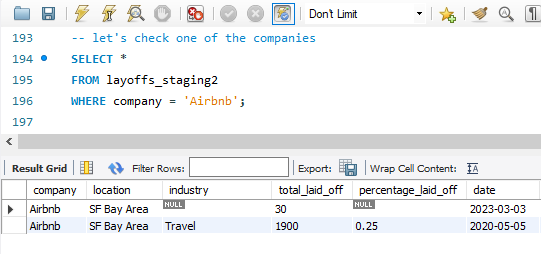 Don't Limit
193 -- let's check one of the companies
194 SELECT *
195 FROM layoffs_staging2
196 WHERE company = 'Airbnb';
197
Result Grid Filter Rows: Export: Wrap Cell Content: IA
company location industry total_laid_off percentage_laid_off date
Airbnb SF Bay Area NULL 30 NULL 2023-03-03
Airbnb SF Bay Area Travel 1900 0.25 2020-05-05